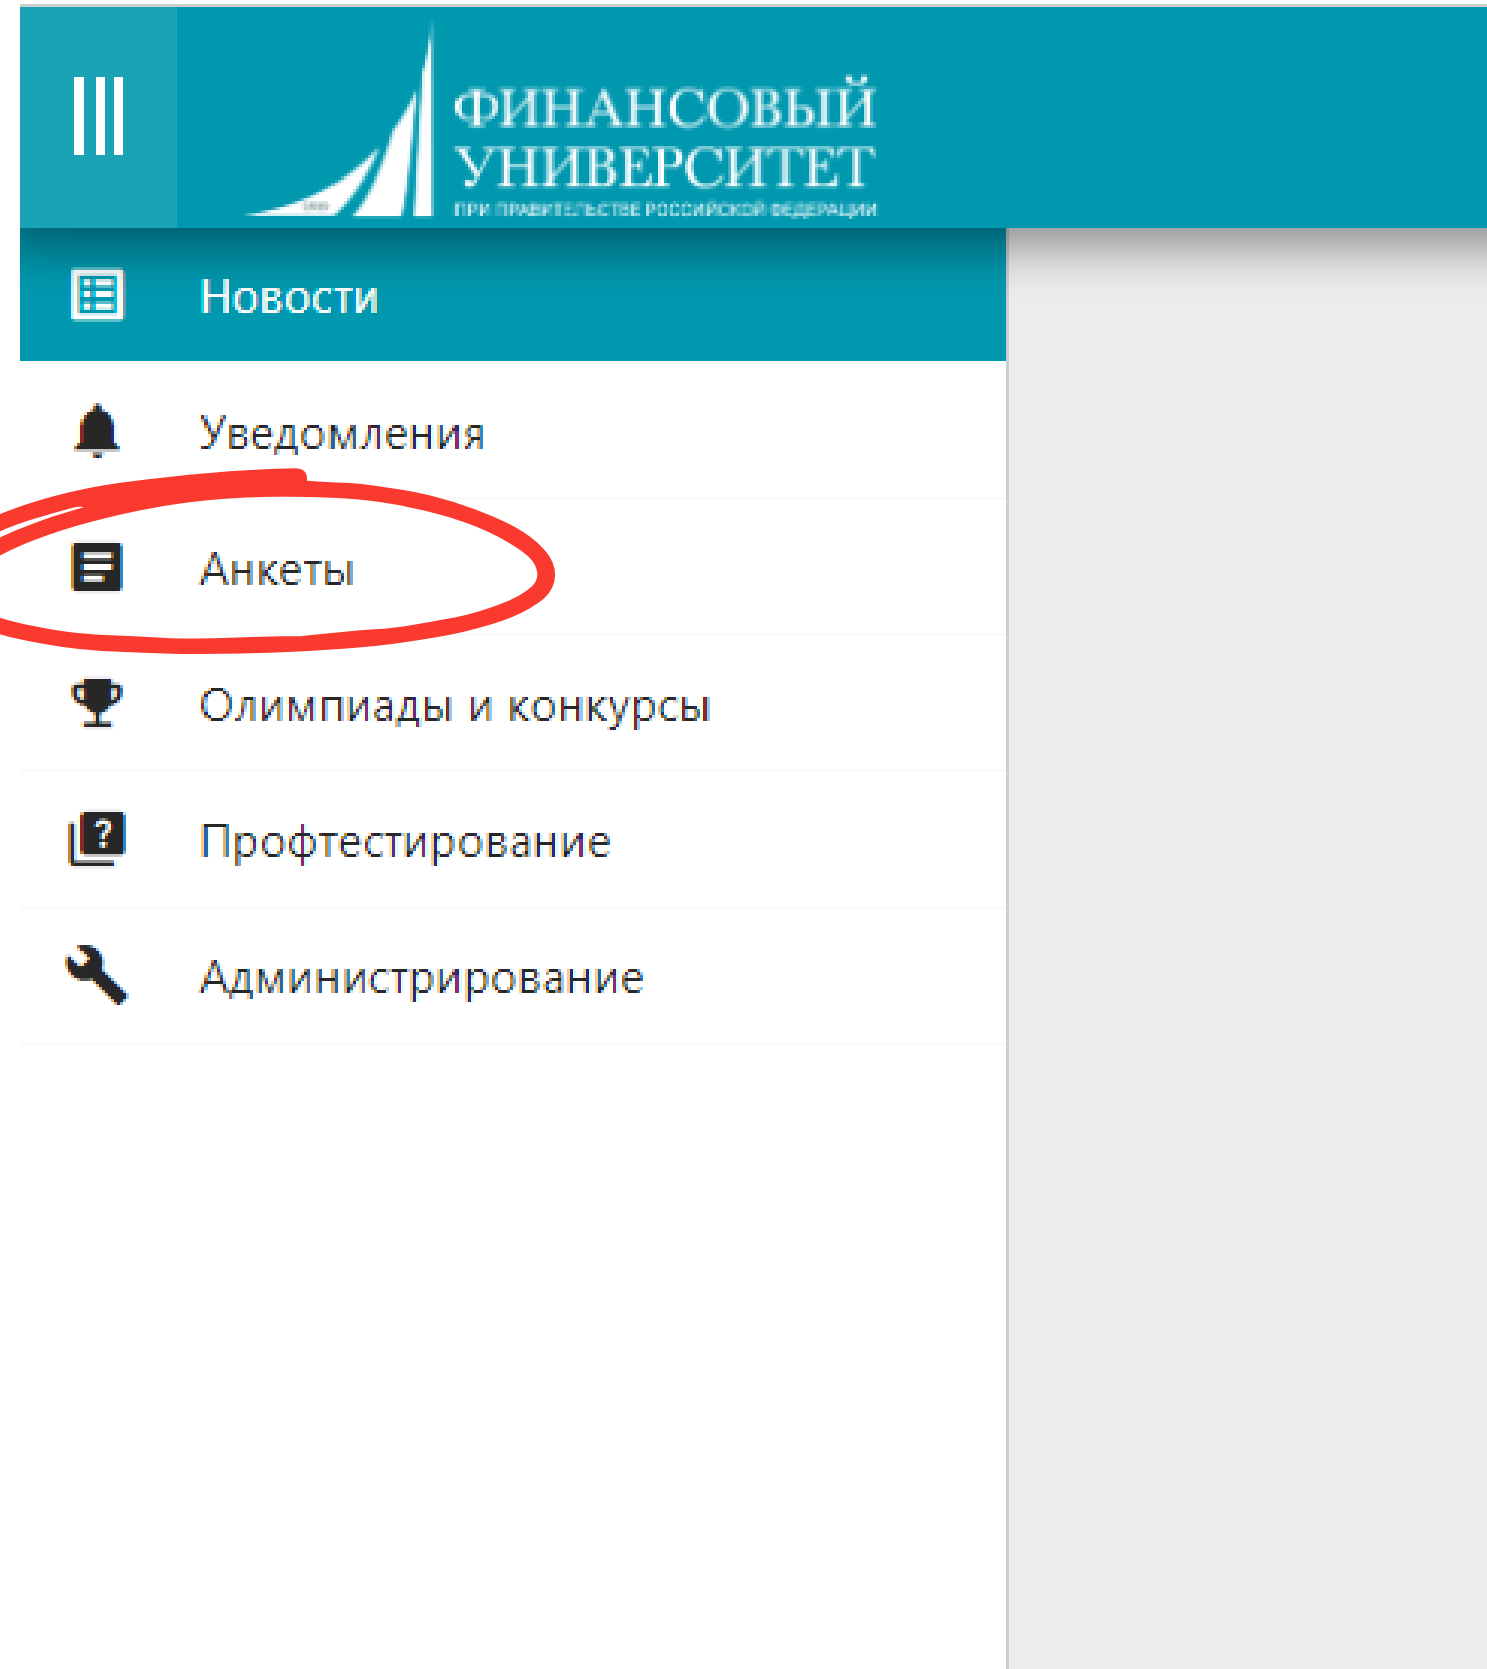 ФИНАНСОВЫЙ
УНИВЕРСИТЕТ
ПРИ ПРАВИТЕЛЬСТВЕ РОССИЙСКОЙ ФЕДЕРАЦИИ
Новости
Уведомления
Анкеты
Олимпиады и конкурсы
?
Профтестирование
Администрирование